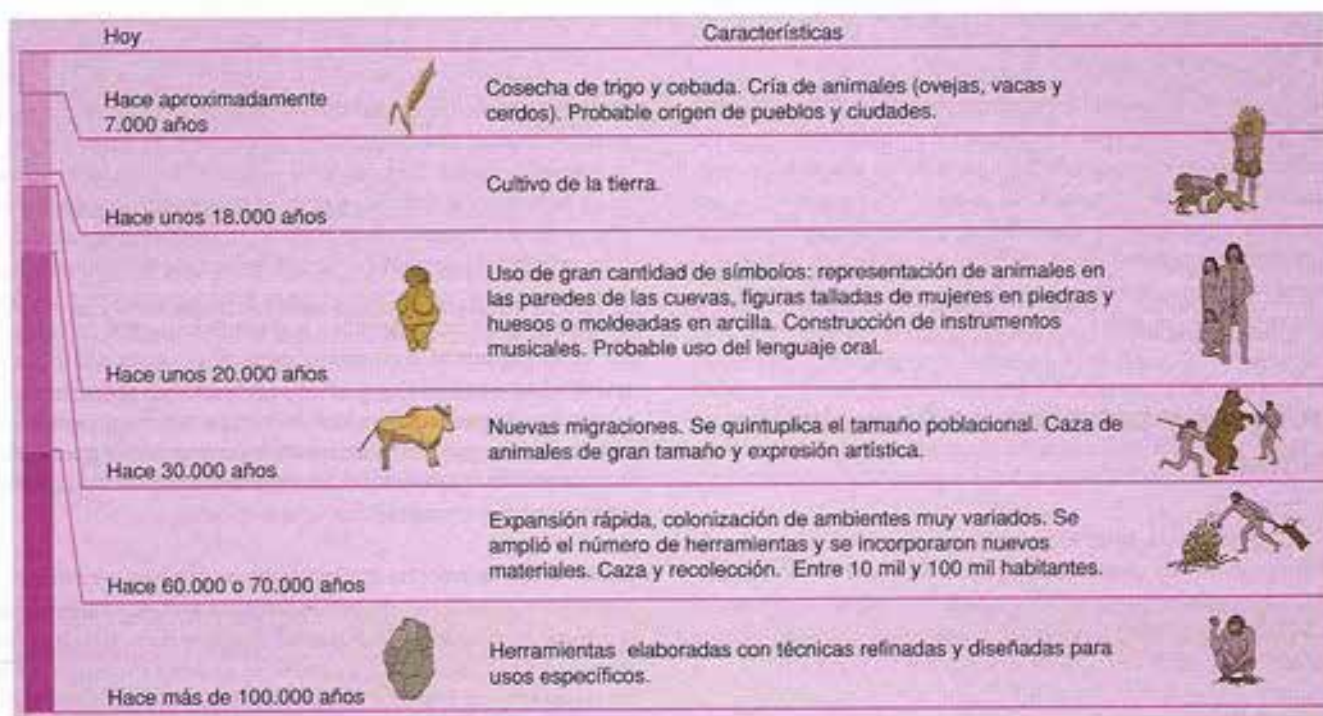 Hoy
Características
Hace aproximadamente
7.000 años
Cosecha de trigo y cebada. Cría de animales (ovejas, vacas y
cerdos). Probable origen de pueblos y ciudades.
Cultivo de la tierra.
Hace unos 18.000 años
Uso de gran cantidad de símbolos: representación de animales en
las paredes de las cuevas, figuras talladas de mujeres en piedras y
huesos o moldeadas en arcilla. Construcción de instrumentos
musicales. Probable uso del lenguaje oral.
Hace unos 20.000 años
Nuevas migraciones. Se quintuplica el tamaño poblacional. Caza de
animales de gran tamaño y expresión artística.
Hace 30.000 años
Expansión rápida, colonización de ambientes muy variados. Se
amplió el número de herramientas y se incorporaron nuevos
materiales. Caza y recolección. Entre 10 mil y 100 mil habitantes.
Hace 60.000 o 70.000 años
Herramientas elaboradas con técnicas refinadas y diseñadas para
usos específicos.
Hace más de 100.000 años